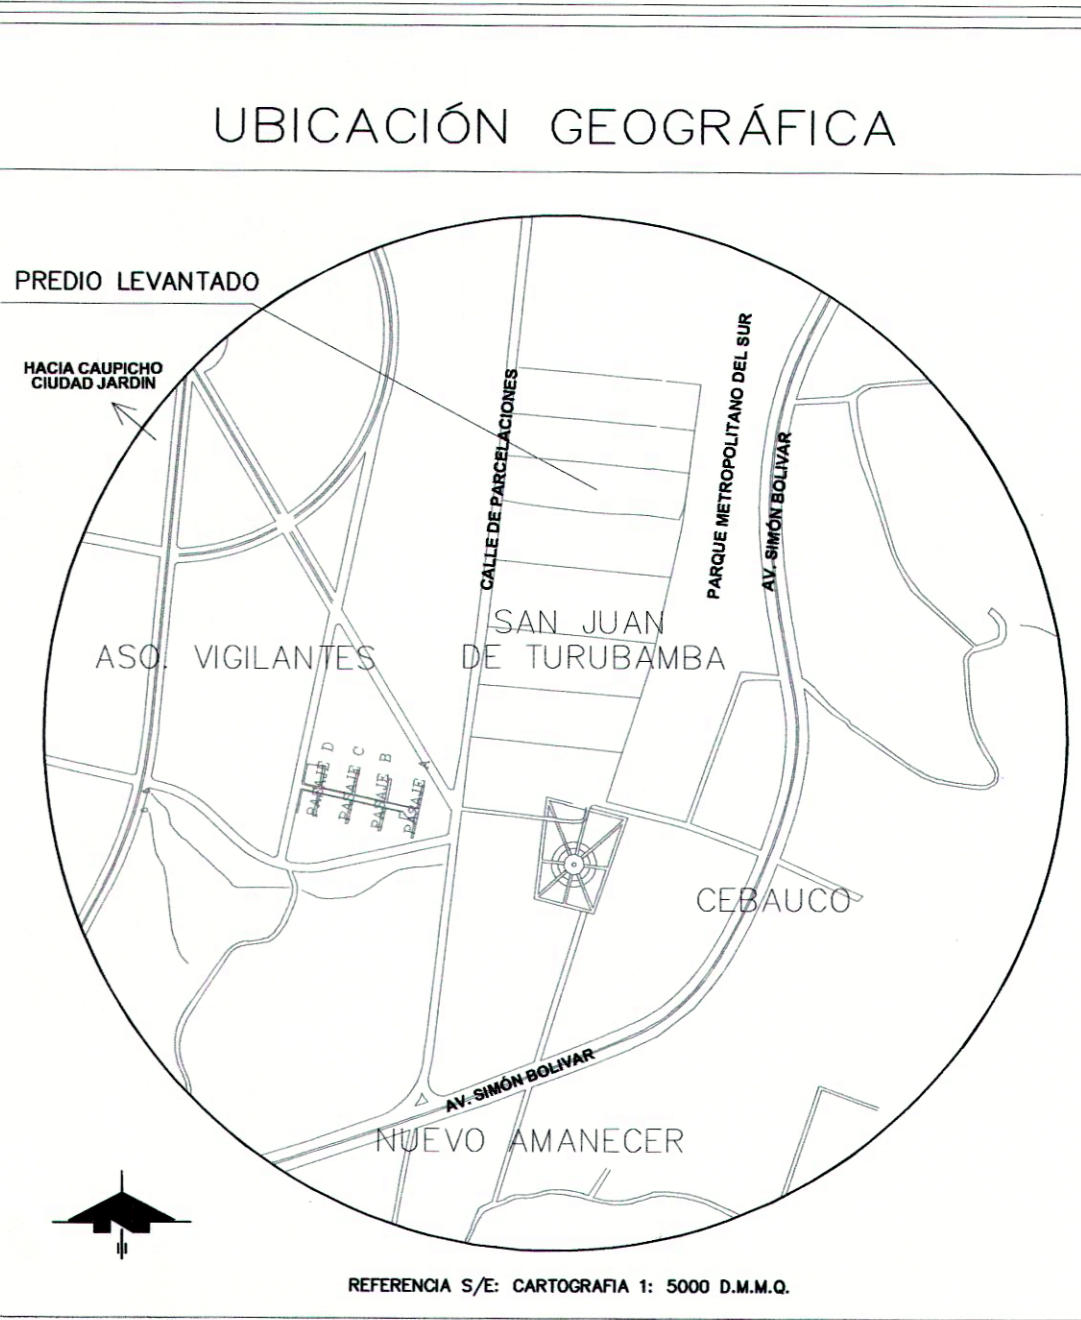 UBICACIÓN GEOGRÁFICA
PREDIO LEVANTADO
HACIA CAUPICHO
CIUDAD JARDIN
CALLE DE PARCELACIONES
PARQUE METROPOLITANO DEL SUR
AV. SIMÓN BOLIVAR
SAN JUAN
DE TURUBAMBA
ASO. VIGILANTES
PASAJE D
PASAJE C
PASAJE B
PASAJE A
CEBAUCO
AV. SIMÓN BOLIVAR
NUEVO AMANECER
N
REFERENCIA S/E: CARTOGRAFIA 1: 5000 D.M.M.Q.